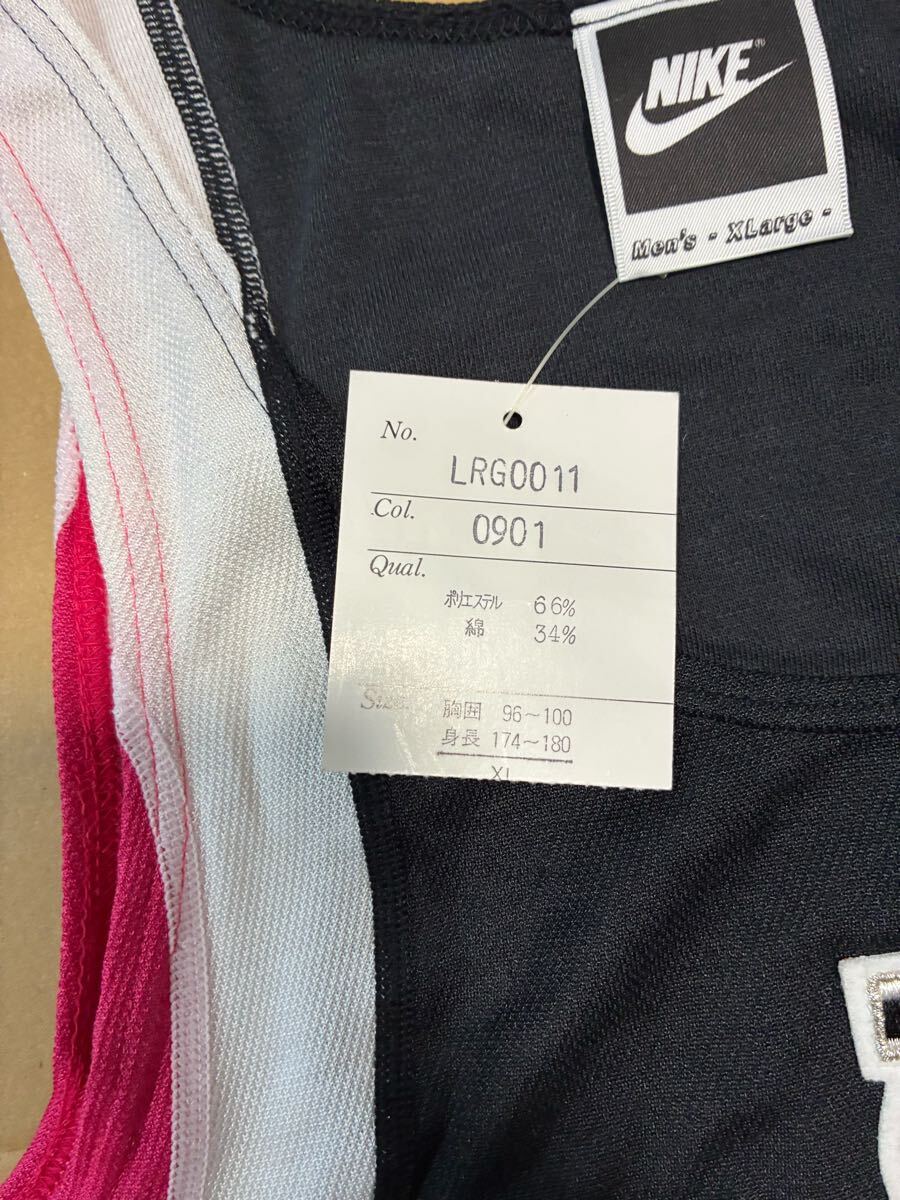 NIKE®
Men's - XLarge -
No.
LRG0011
Col.
0901
Qual.
ポリエステル 66%
綿 34%
Size. 胸囲 96~100
身長 174~180
XL